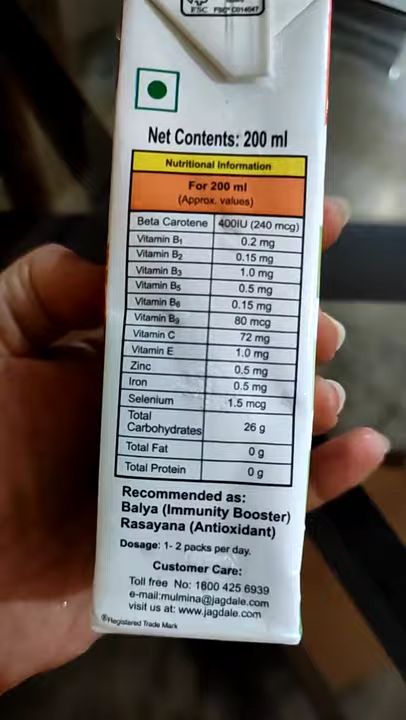 FSC FSC® C014047
Net Contents: 200 ml
Nutritional Information
For 200 ml
(Approx. values)
Beta Carotene 400IU (240 mcg)
Vitamin B₁ 0.2 mg
Vitamin B₂ 0.15 mg
Vitamin B₃ 1.0 mg
Vitamin B₅ 0.5 mg
Vitamin B₆ 0.15 mg
Vitamin B₉ 80 mcg
Vitamin C 72 mg
Vitamin E 1.0 mg
Zinc 0.5 mg
Iron 0.5 mg
Selenium 1.5 mcg
Total
Carbohydrates 26 g
Total Fat 0 g
Total Protein 0 g
Recommended as:
Balya (Immunity Booster)
Rasayana (Antioxidant)
Dosage: 1- 2 packs per day.
Customer Care:
Toll free No: 1800 425 6939
e-mail:mulmina@jagdale.com
visit us at: www.jagdale.com
®Registered Trade Mark